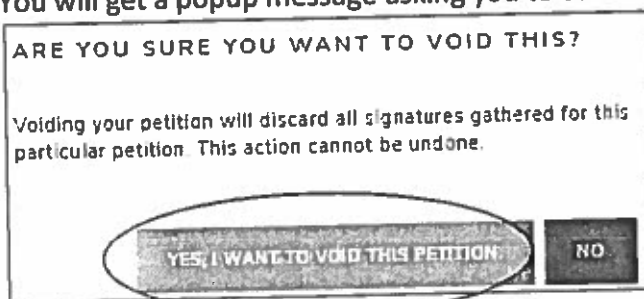 You will get a popup message asking you to
ARE YOU SURE YOU WANT TO VOID THIS?
Voiding your petition will discard all signatures gathered for this
particular petition. This action cannot be undone.
YES, I WANT TO VOID THIS PETITION.
NO